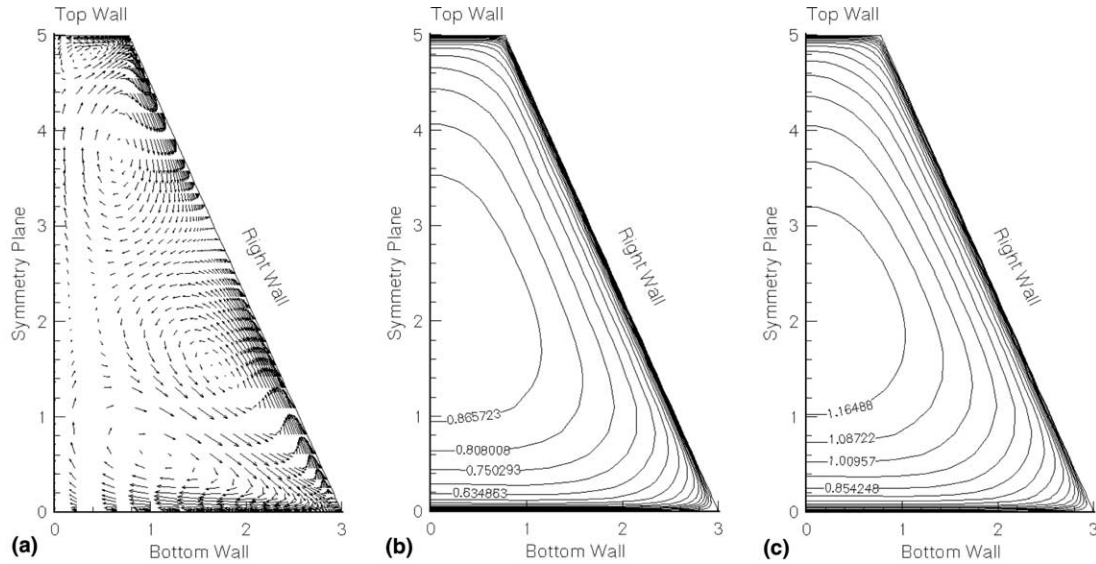 Top Wall
5
4
3
2
1
0
0
1
2
3
Symmetry Plane
Right Wall
Bottom Wall
(a)
Top Wall
5
4
3
2
1
0
0
1
2
3
Symmetry Plane
Right Wall
0.865723
0.808008
0.750293
0.634863
Bottom Wall
(b)
Top Wall
5
4
3
2
1
0
0
1
2
3
Symmetry Plane
Right Wall
1.16488
1.08722
1.00957
0.854248
Bottom Wall
(c)